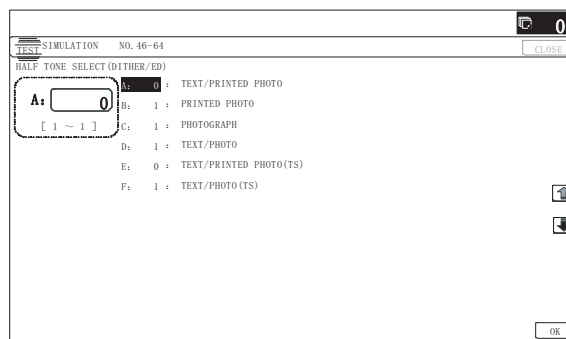 0
TEST SIMULATION NO. 46-64
CLOSE
HALF TONE SELECT(DITHER/ED)
A: 0
[ 1 ~ 1 ]
A: 0 : TEXT/PRINTED PHOTO
B: 1 : PRINTED PHOTO
C: 1 : PHOTOGRAPH
D: 1 : TEXT/PHOTO
E: 0 : TEXT/PRINTED PHOTO(TS)
F: 1 : TEXT/PHOTO(TS)
OK